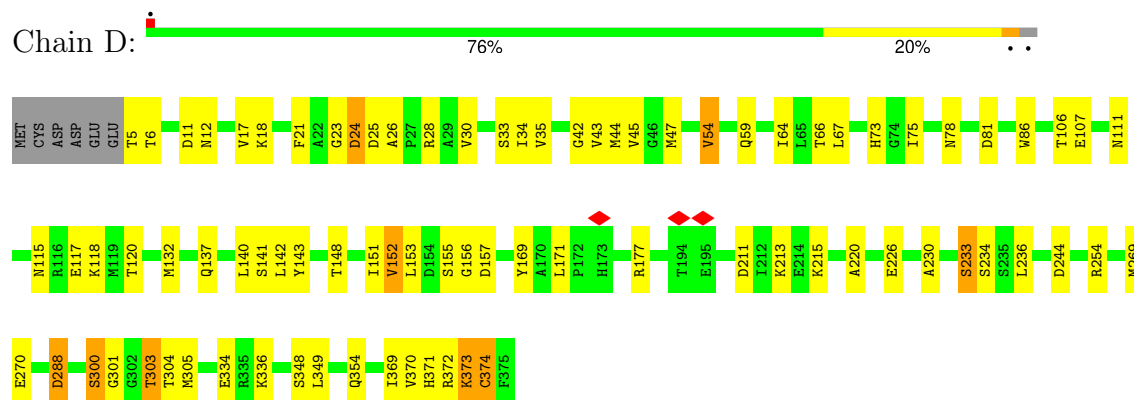 Chain D:
76% 20%
MET CYS ASP ASP GLU GLU T5 T6 D11 N12 V17 K18 F21 A22 G23 D24 D25 A26 P27 R28 A29 V30 S33 I34 V35 G42 V43 M44 V45 G46 M47 V54 Q59 I64 L65 T66 L67 H73 G74 I75 N78 D81 W86 T106 E107 N111
N115 R116 E117 K118 M119 T120 M132 Q137 L140 S141 L142 Y143 T148 I151 V152 L153 D154 S155 G156 D157 Y169 A170 L171 P172 H173 R177 T194 E195 D211 I212 K213 E214 K215 A220 E226 A230 S233 S234 S235 L236 D244 R254 M269
E270 D288 S300 G301 G302 T303 T304 M305 E334 R335 K336 S348 L349 Q354 I369 V370 H371 R372 K373 C374 F375